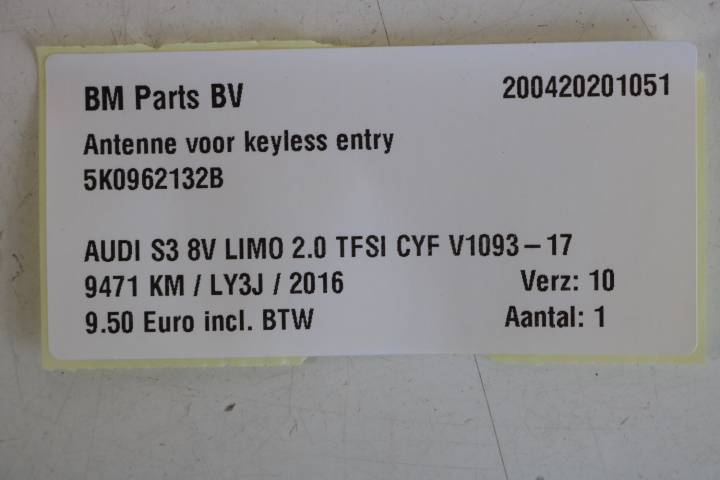 BM Parts BV 200420201051
Antenne voor keyless entry
5K0962132B
AUDI S3 8V LIMO 2.0 TFSI CYF V1093-17
9471 KM / LY3J / 2016 Verz: 10
9.50 Euro incl. BTW Aantal: 1